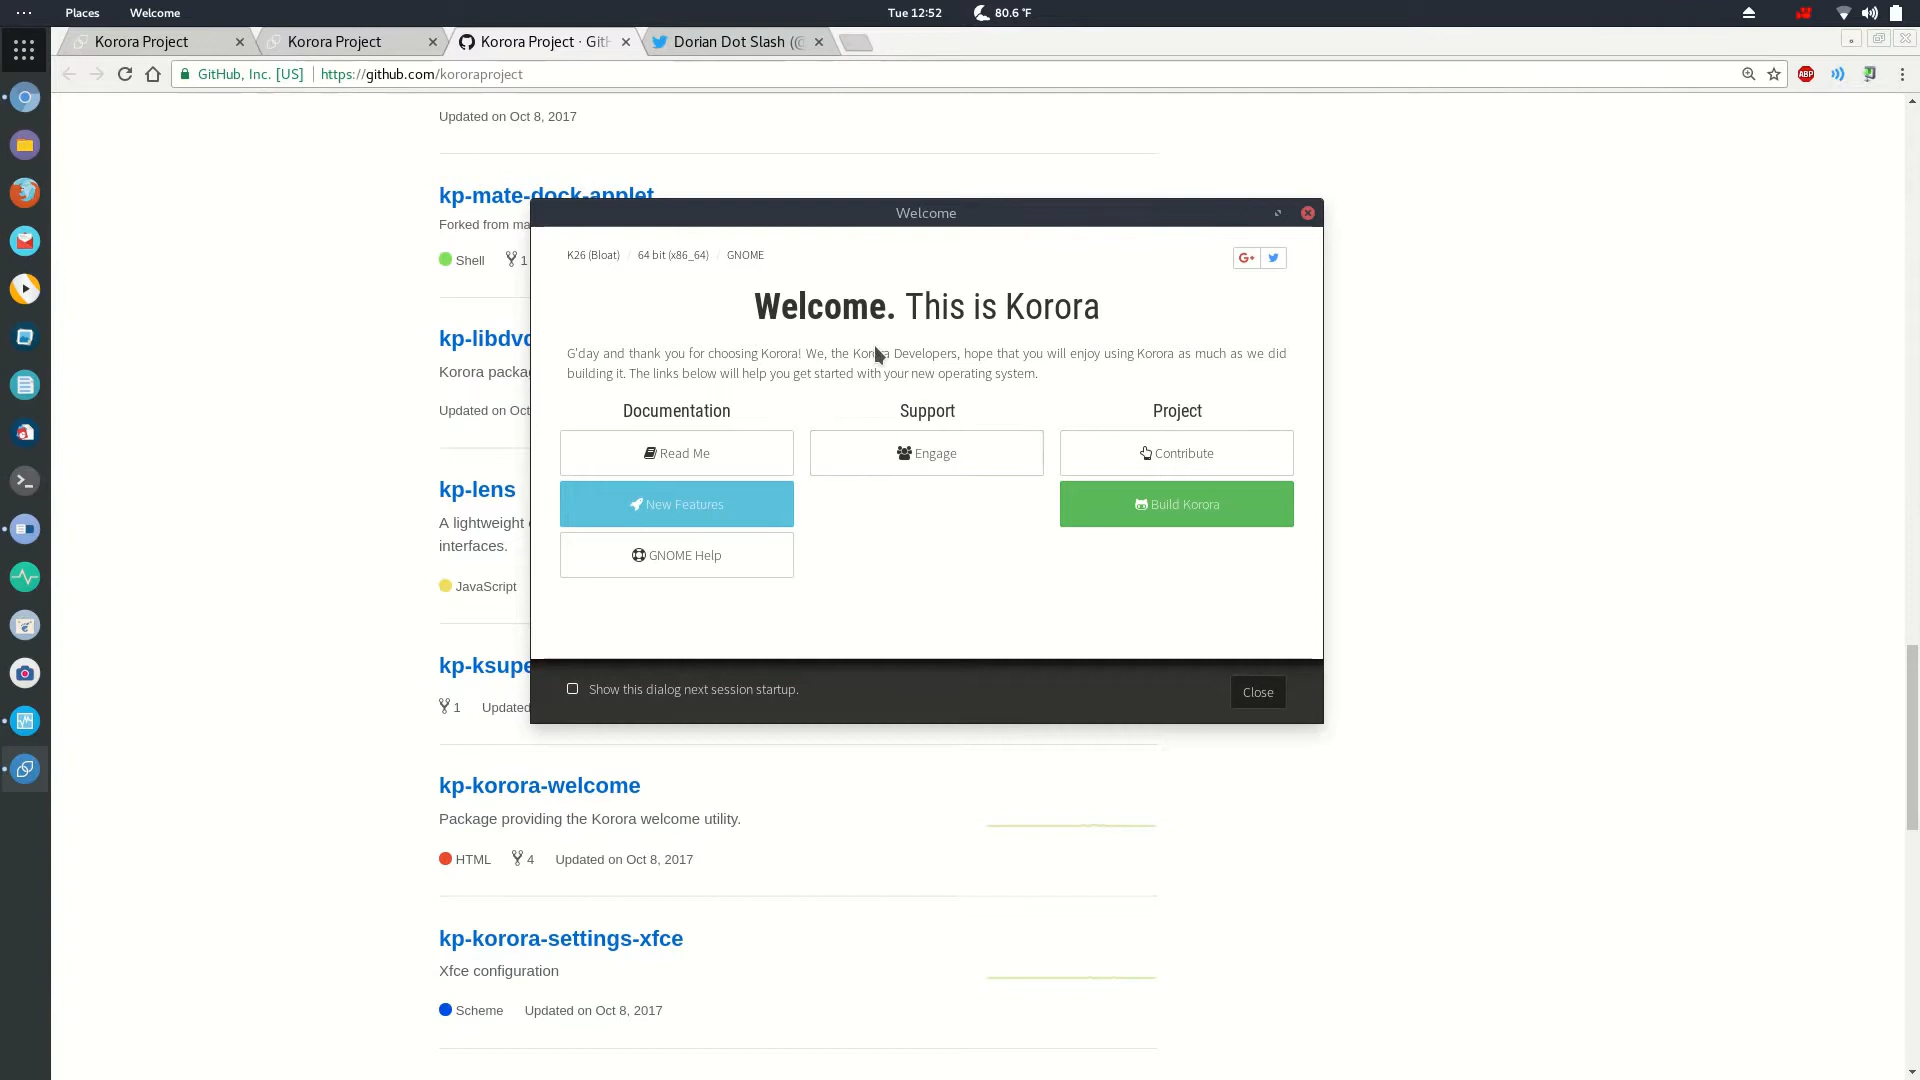 Places
Welcome
Tue 12:52
80.6 °F
Korora Project
Korora Project
Korora Project · GitH
Dorian Dot Slash (@
GitHub, Inc. [US]
https://github.com/kororaproject
ABP
Updated on Oct 8, 2017
kp-mate-dock-applet
Forked from ma
Shell
1
kp-libdvdc
Korora packa
Updated on Oct
kp-lens
A lightweight
interfaces.
JavaScript
kp-ksupe
1
Updated
Welcome
K26 (Bloat) / 64 bit (x86_64) / GNOME
G+
Welcome. This is Korora
G'day and thank you for choosing Korora! We, the Korora Developers, hope that you will enjoy using Korora as much as we did
building it. The links below will help you get started with your new operating system.
Documentation
Support
Project
Read Me
Engage
Contribute
New Features
Build Korora
GNOME Help
Show this dialog next session startup.
Close
kp-korora-welcome
Package providing the Korora welcome utility.
HTML
4
Updated on Oct 8, 2017
kp-korora-settings-xfce
Xfce configuration
Scheme
Updated on Oct 8, 2017